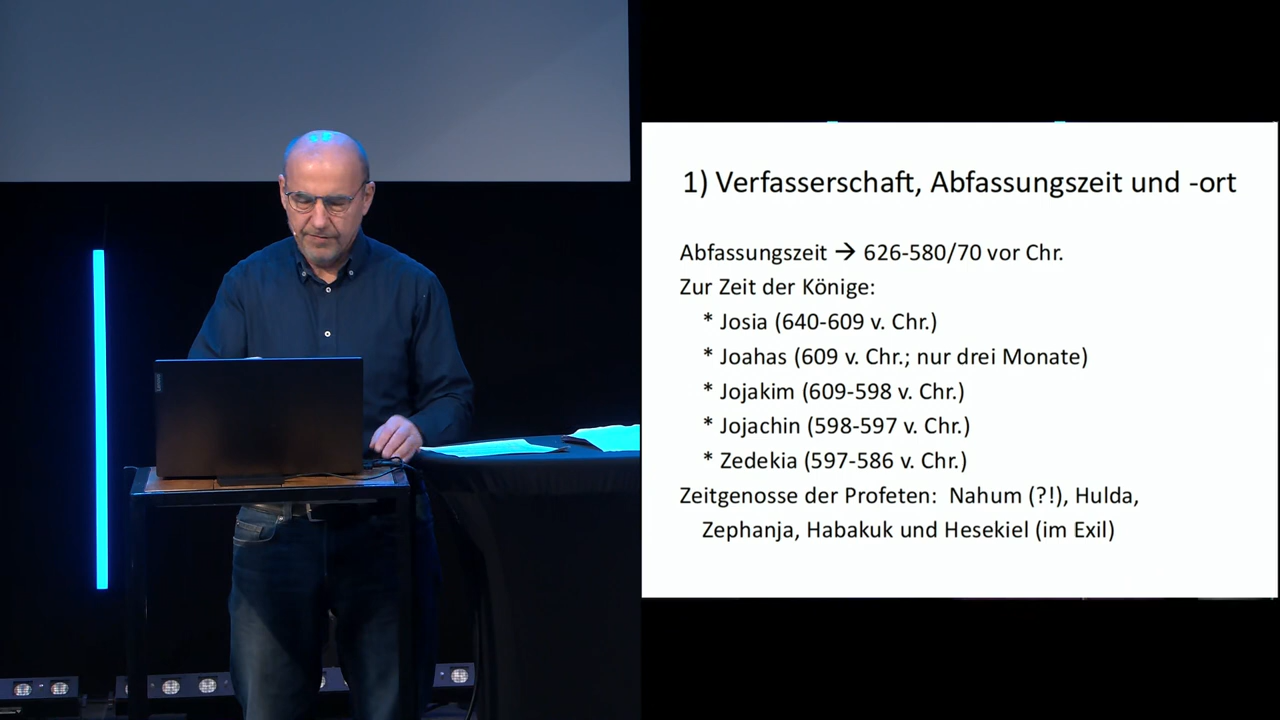 1) Verfasserschaft, Abfassungszeit und -ort
Abfassungszeit → 626-580/70 vor Chr.
Zur Zeit der Könige:
* Josia (640-609 v. Chr.)
* Joahas (609 v. Chr.; nur drei Monate)
* Jojakim (609-598 v. Chr.)
* Jojachin (598-597 v. Chr.)
* Zedekia (597-586 v. Chr.)
Zeitgenosse der Profeten: Nahum (?!), Hulda,
Zephanja, Habakuk und Hesekiel (im Exil)